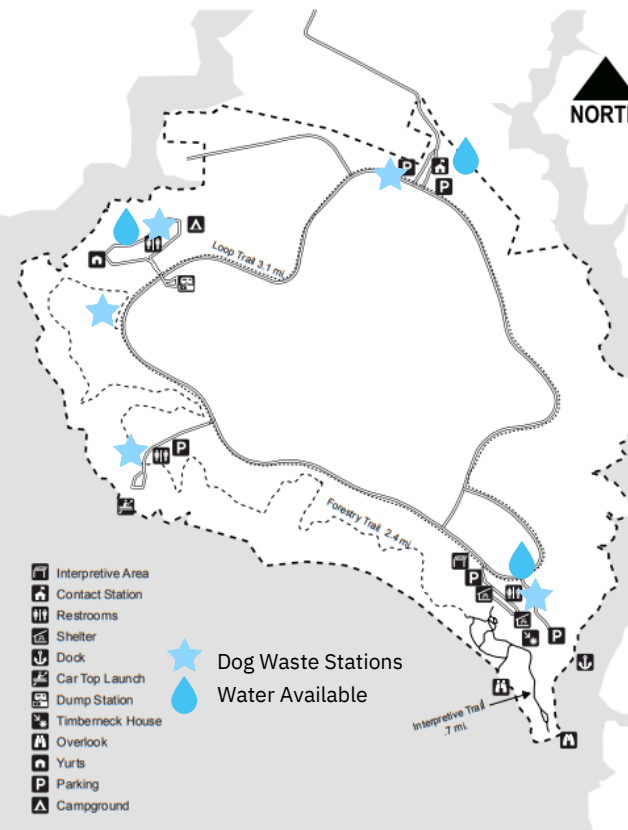 NORTH
P
P
Loop Trail 3.1 mi.
P
Forestry Trail 2.4 mi.
P
P
Interpretive Trail
.7 mi.
Interpretive Area
Contact Station
Restrooms
Shelter
Dock
Car Top Launch
Dump Station
Timberneck House
Overlook
Yurts
P Parking
Campground
Dog Waste Stations
Water Available